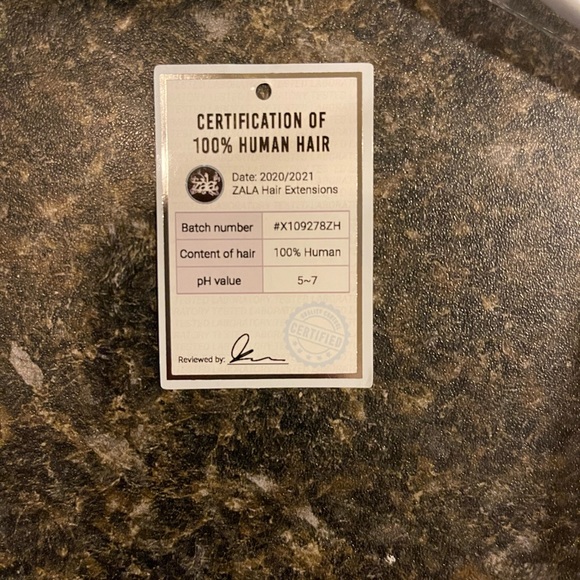 CERTIFICATION OF
100% HUMAN HAIR
zala
Date: 2020/2021
ZALA Hair Extensions
Batch number #X109278ZH
Content of hair 100% Human
pH value 5~7
CERTIFIED
Reviewed by: